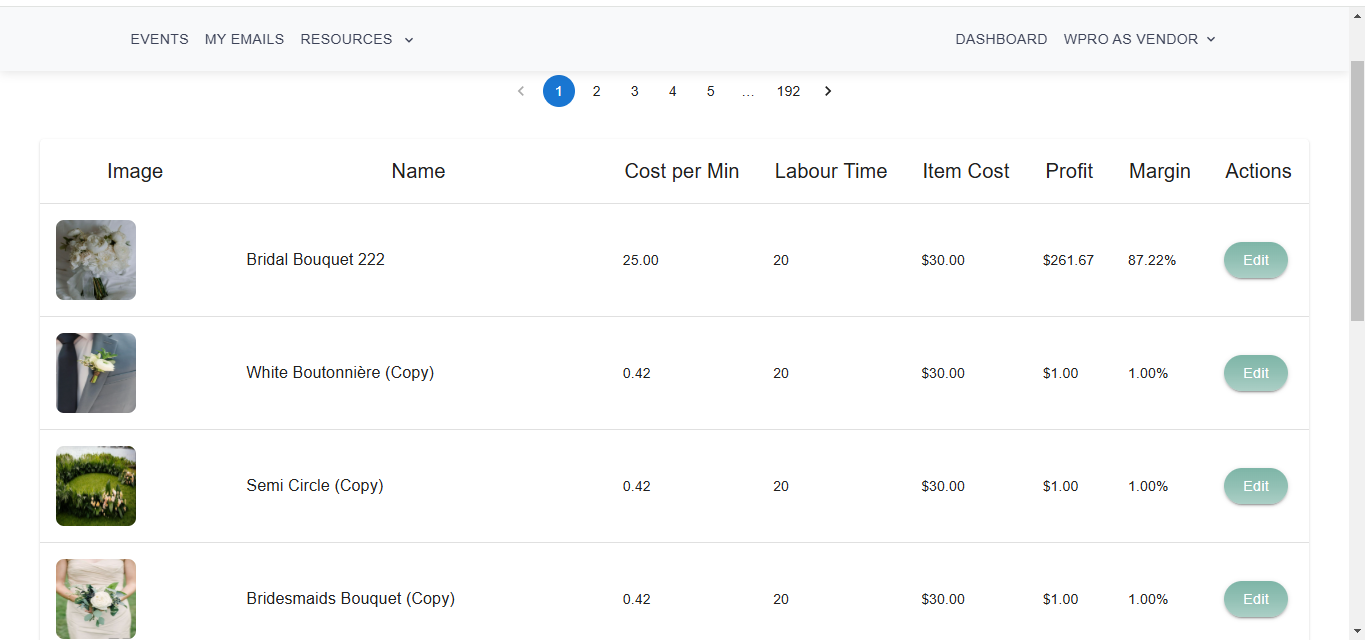 EVENTS MY EMAILS RESOURCES DASHBOARD WPRO AS VENDOR
1 2 3 4 5 ... 192
Image Name Cost per Min Labour Time Item Cost Profit Margin Actions
Bridal Bouquet 222 25.00 20 $30.00 $261.67 87.22% Edit
White Boutonnière (Copy) 0.42 20 $30.00 $1.00 1.00% Edit
Semi Circle (Copy) 0.42 20 $30.00 $1.00 1.00% Edit
Bridesmaids Bouquet (Copy) 0.42 20 $30.00 $1.00 1.00% Edit